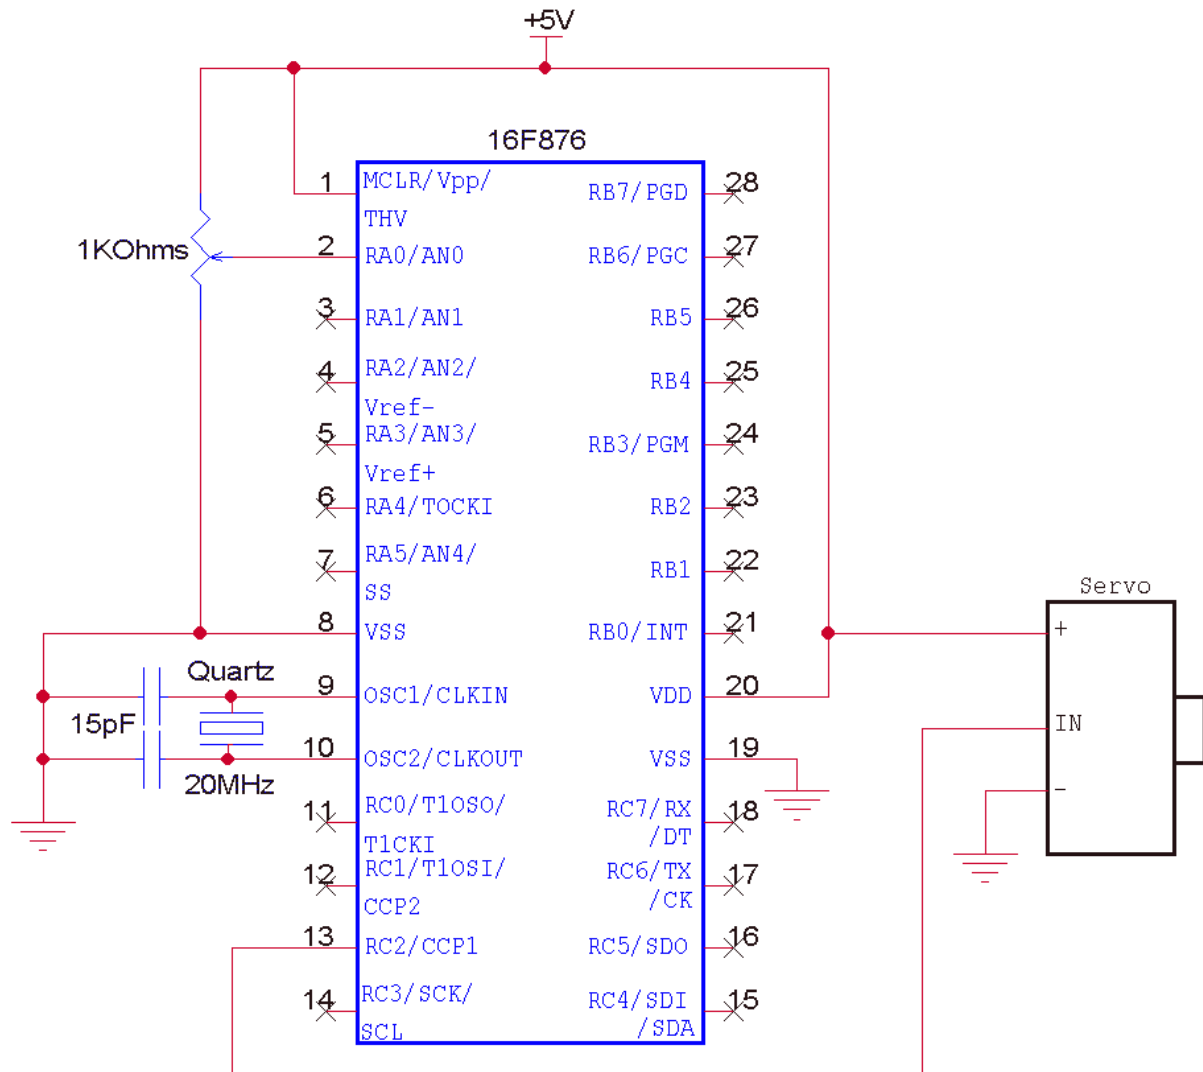 +5V
16F876
1
MCLR/Vpp/
THV
RB7/PGD
28
1KOhms
2
RA0/AN0
RB6/PGC
27
3
RA1/AN1
RB5
26
4
RA2/AN2/
Vref-
RB4
25
5
RA3/AN3/
Vref+
RB3/PGM
24
6
RA4/TOCKI
RB2
23
7
RA5/AN4/
SS
RB1
22
Servo
8
VSS
RB0/INT
21
+
Quartz
9
OSC1/CLKIN
VDD
20
15pF
IN
10
OSC2/CLKOUT
VSS
19
20MHz
-
11
RC0/T1OSO/
T1CKI
RC7/RX
/DT
18
12
RC1/T1OSI/
CCP2
RC6/TX
/CK
17
13
RC2/CCP1
RC5/SDO
16
14
RC3/SCK/
SCL
RC4/SDI
/SDA
15